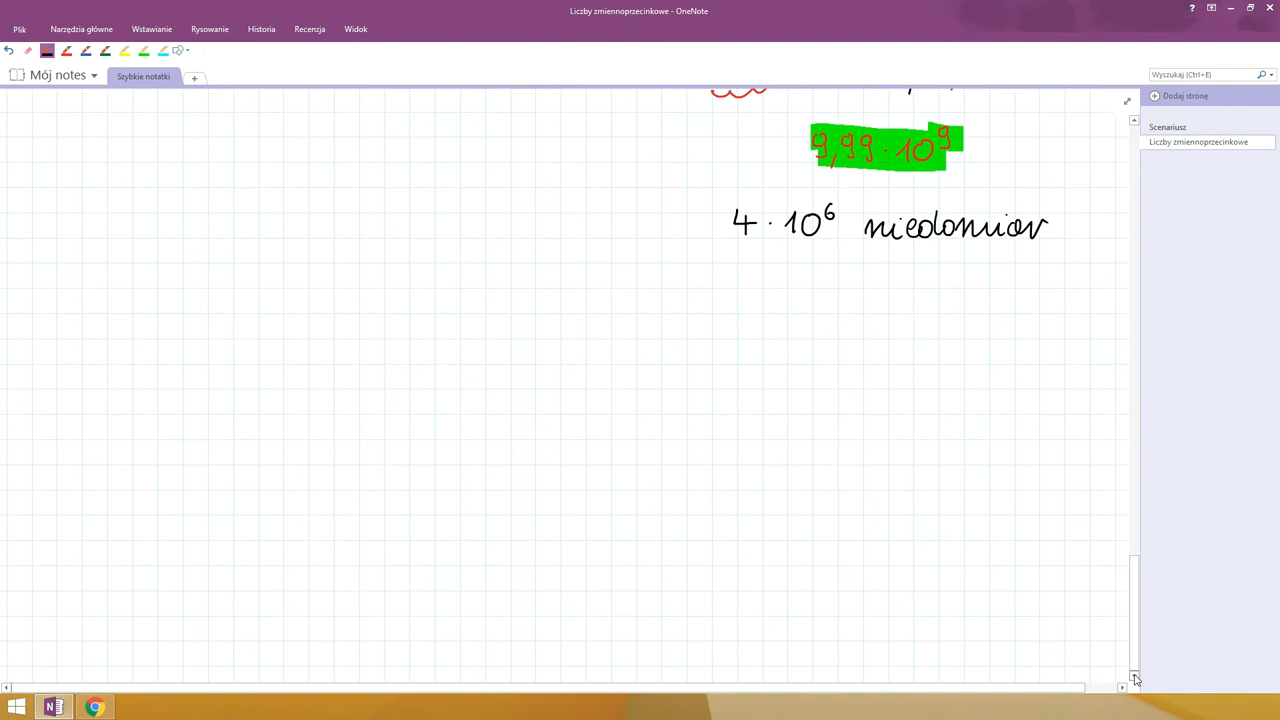 Liczby zmiennoprzecinkowe - OneNote
Plik Narzędzia główne Wstawianie Rysowanie Historia Recenzja Widok
Mój notes Szybkie notatki
Wyszukaj (Ctrl+E)
Dodaj stronę
Scenariusz
Liczby zmiennoprzecinkowe
9,99 · 10⁹
4 · 10⁶ niedomiar